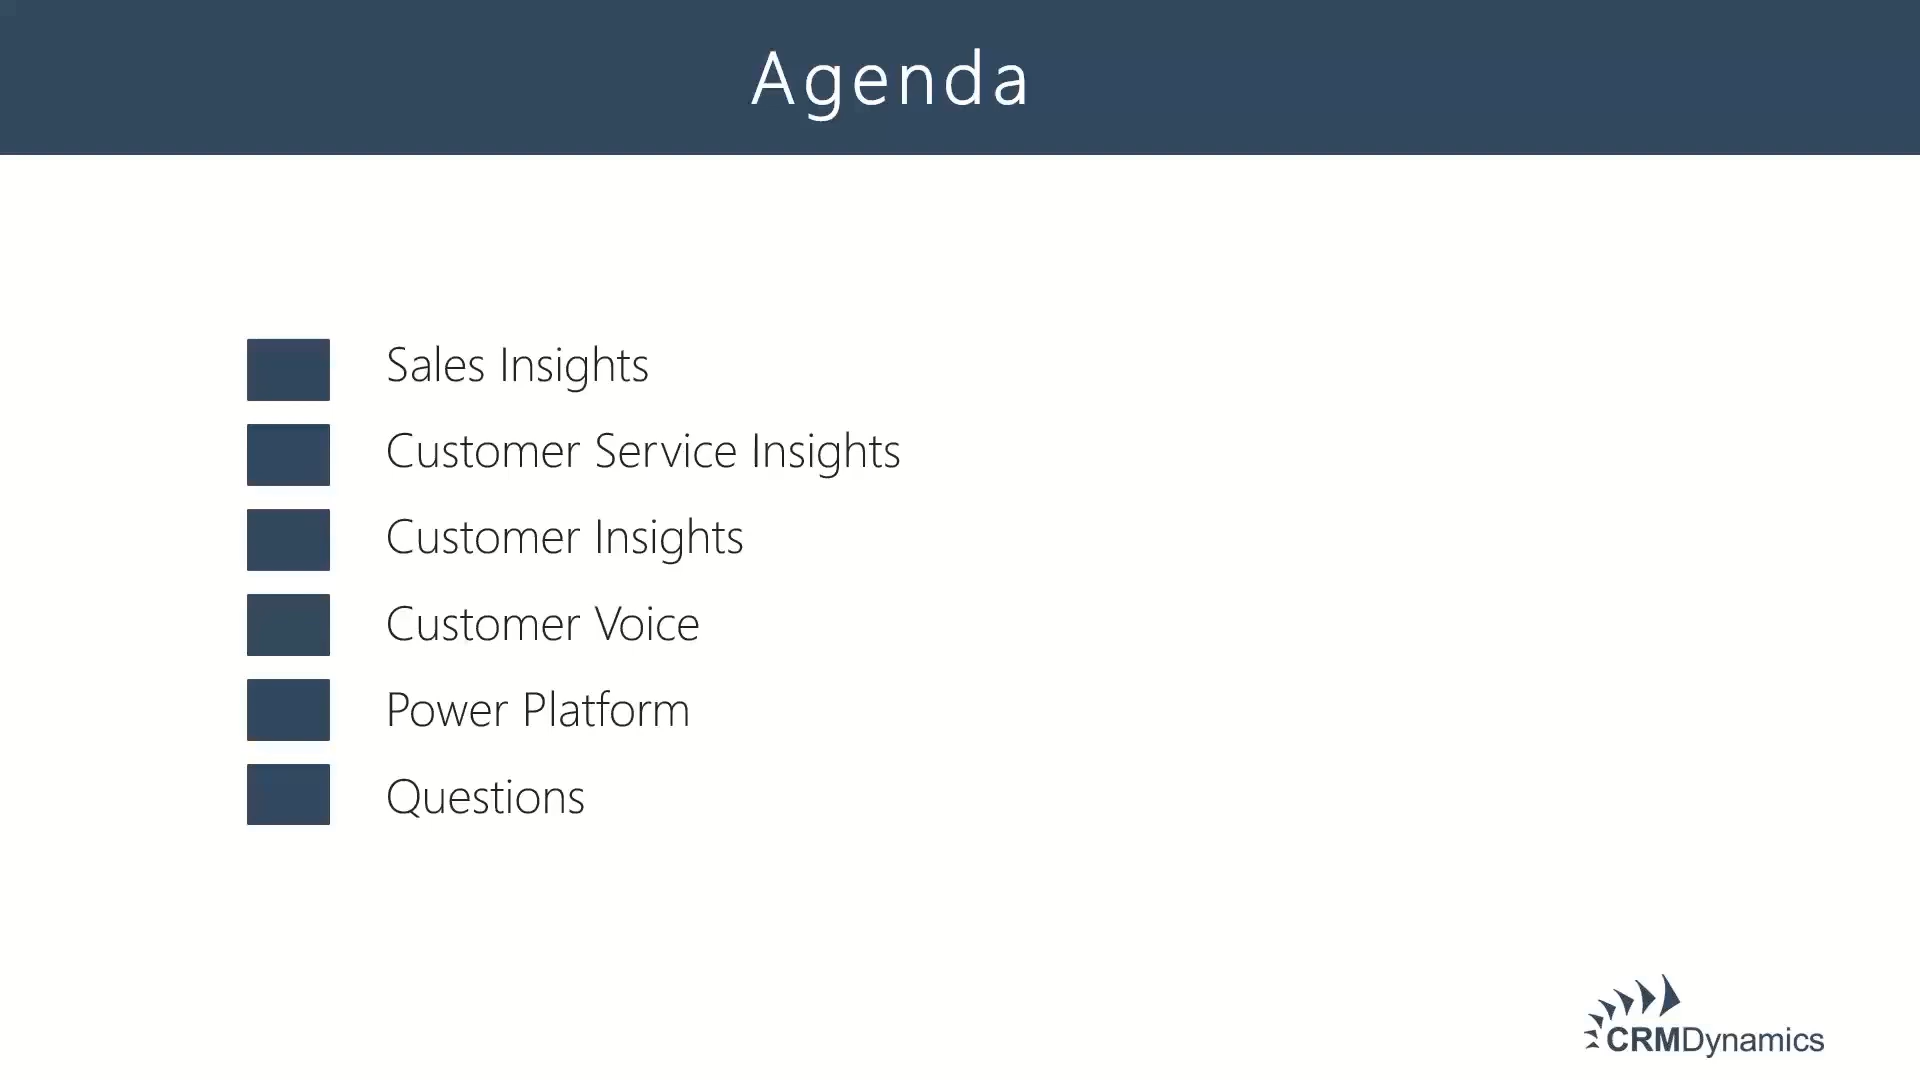 Agenda
Sales Insights
Customer Service Insights
Customer Insights
Customer Voice
Power Platform
Questions
CRMDynamics